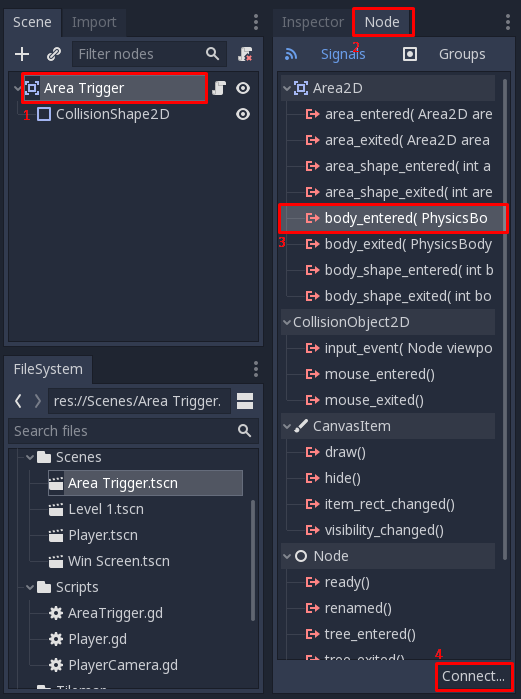 Scene Import
Filter nodes
Area Trigger
1
CollisionShape2D
FileSystem
res://Scenes/Area Trigger.
Search files
Scenes
Area Trigger.tscn
Level 1.tscn
Player.tscn
Win Screen.tscn
Scripts
AreaTrigger.gd
Player.gd
PlayerCamera.gd
Tilemap
Inspector Node
2
Signals Groups
Area2D
area_entered( Area2D are
area_exited( Area2D area
area_shape_entered( int a
area_shape_exited( int are
body_entered( PhysicsBo
3
body_exited( PhysicsBody
body_shape_entered( int b
body_shape_exited( int bo
CollisionObject2D
input_event( Node viewpo
mouse_entered()
mouse_exited()
CanvasItem
draw()
hide()
item_rect_changed()
visibility_changed()
Node
ready()
renamed()
tree_entered()
tree_exited()
4
Connect...